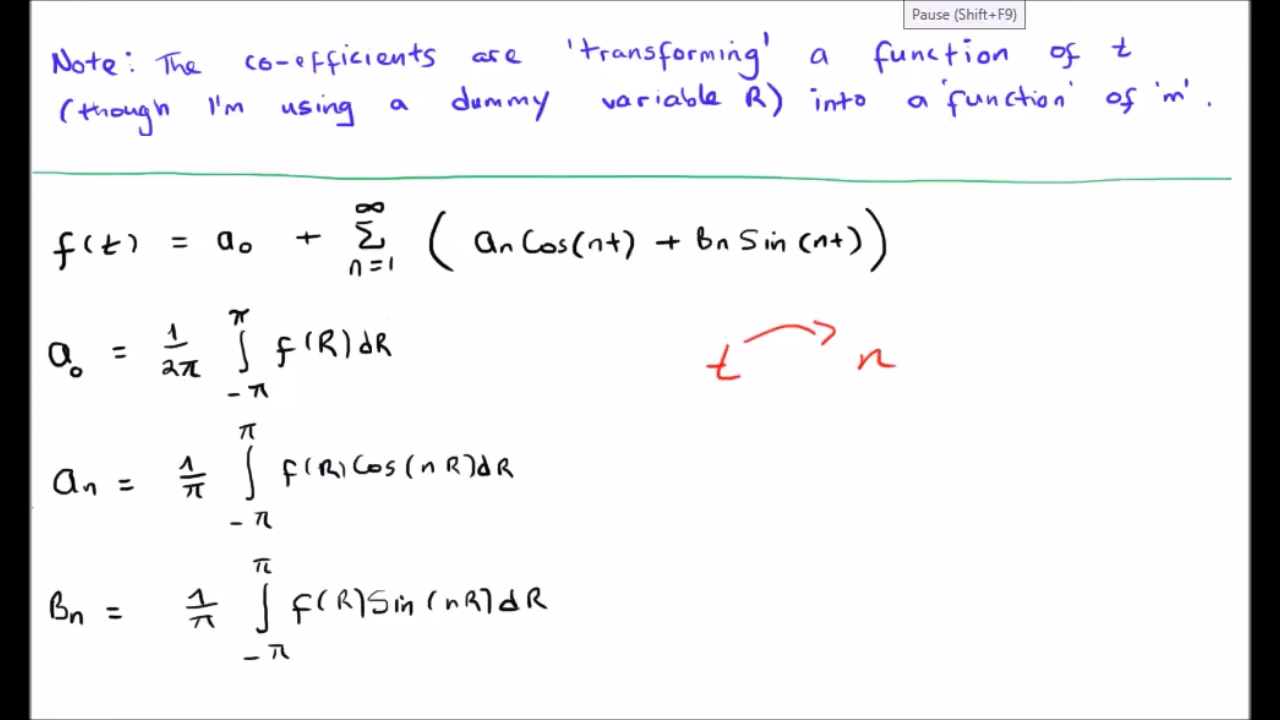 Pause (Shift+F9)
Note: The co-efficients are 'transforming' a function of t
(though I'm using a dummy variable R) into a 'function' of 'm'.
f(t) = a₀ + ∞ Σ n=1 ( an Cos(nt) + Bn Sin(nt) )
a₀ = 1/2π ∫ π -π f(R)dR
t → n
an = 1/π ∫ π -π f(R)Cos(nR)dR
Bn = 1/π ∫ π -π f(R)Sin(nR)dR